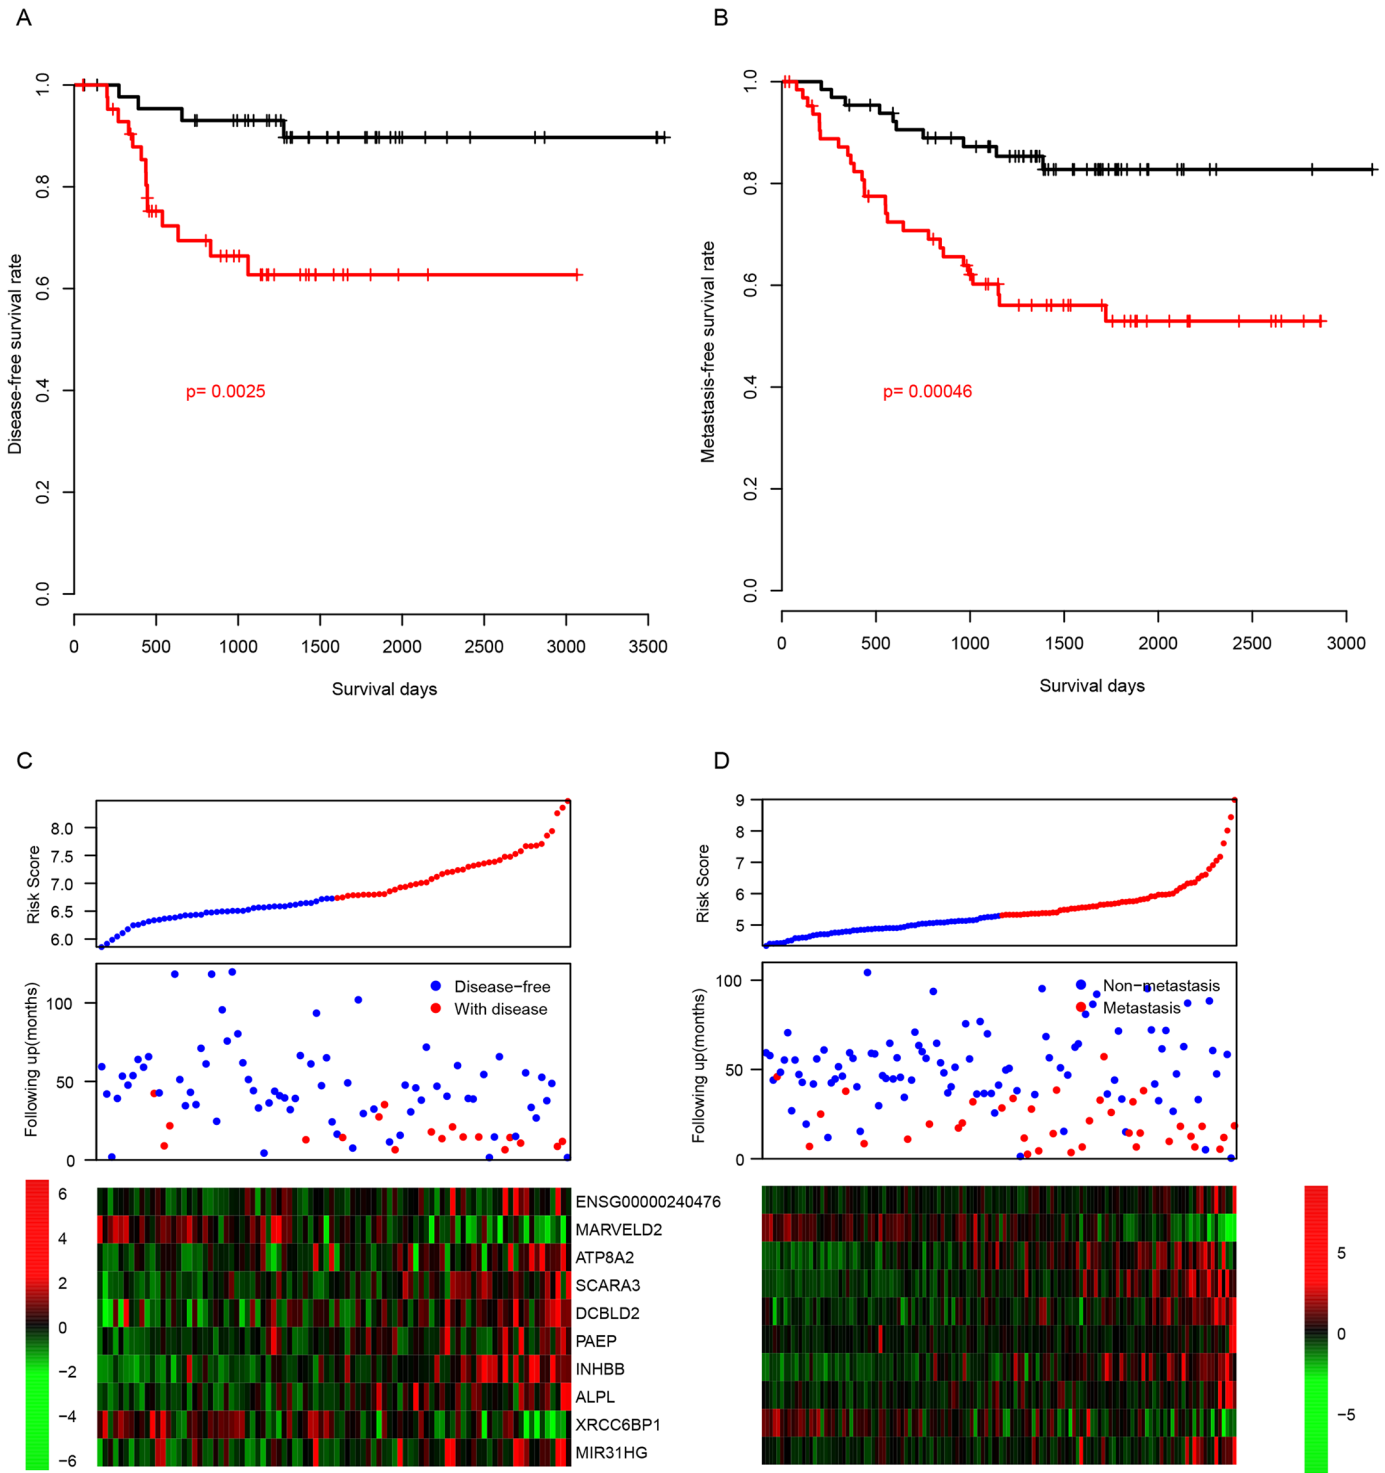 A
B
1.0
0.8
0.6
0.4
0.2
0.0
Disease-free survival rate
p= 0.0025
0 500 1000 1500 2000 2500 3000 3500
Survival days
1.0
0.8
0.6
0.4
0.2
0.0
Metastasis-free survival rate
p= 0.00046
0 500 1000 1500 2000 2500 3000
Survival days
C
8.0
7.5
7.0
6.5
6.0
Risk Score
100
50
0
Following up(months)
Disease−free
With disease
6
4
2
0
−2
−4
−6
ENSG00000240476
MARVELD2
ATP8A2
SCARA3
DCBLD2
PAEP
INHBB
ALPL
XRCC6BP1
MIR31HG
D
9
8
7
6
5
Risk Score
100
50
0
Following up(months)
Non−metastasis
Metastasis
5
0
−5